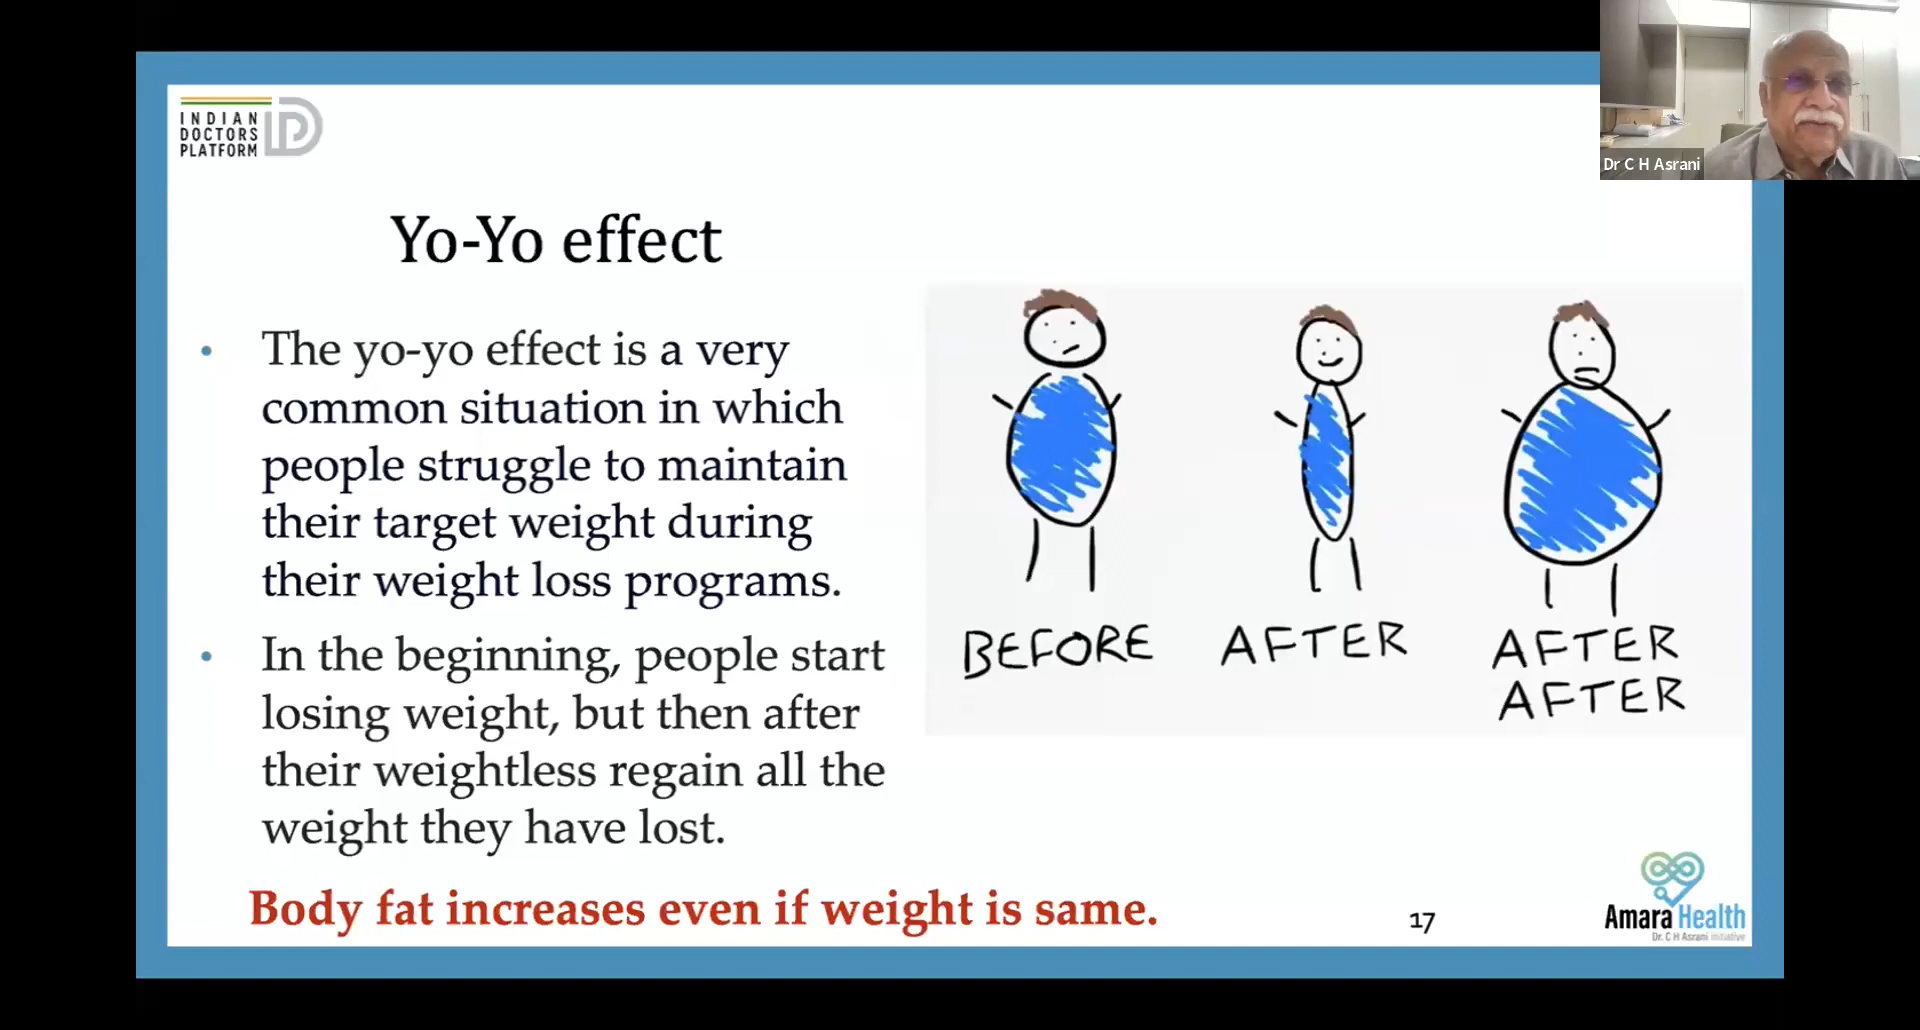 INDIAN
DOCTORS
PLATFORM
Dr C H Asrani
Yo-Yo effect
• The yo-yo effect is a very
common situation in which
people struggle to maintain
their target weight during
their weight loss programs.
• In the beginning, people start
losing weight, but then after
their weightless regain all the
weight they have lost.
BEFORE
AFTER
AFTER
AFTER
Body fat increases even if weight is same.
17
Amara Health
Dr. C H Asrani initiative